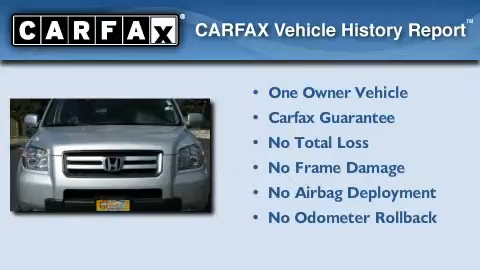 CARFAX®
CARFAX Vehicle History Report™
• One Owner Vehicle
• Carfax Guarantee
• No Total Loss
• No Frame Damage
• No Airbag Deployment
• No Odometer Rollback